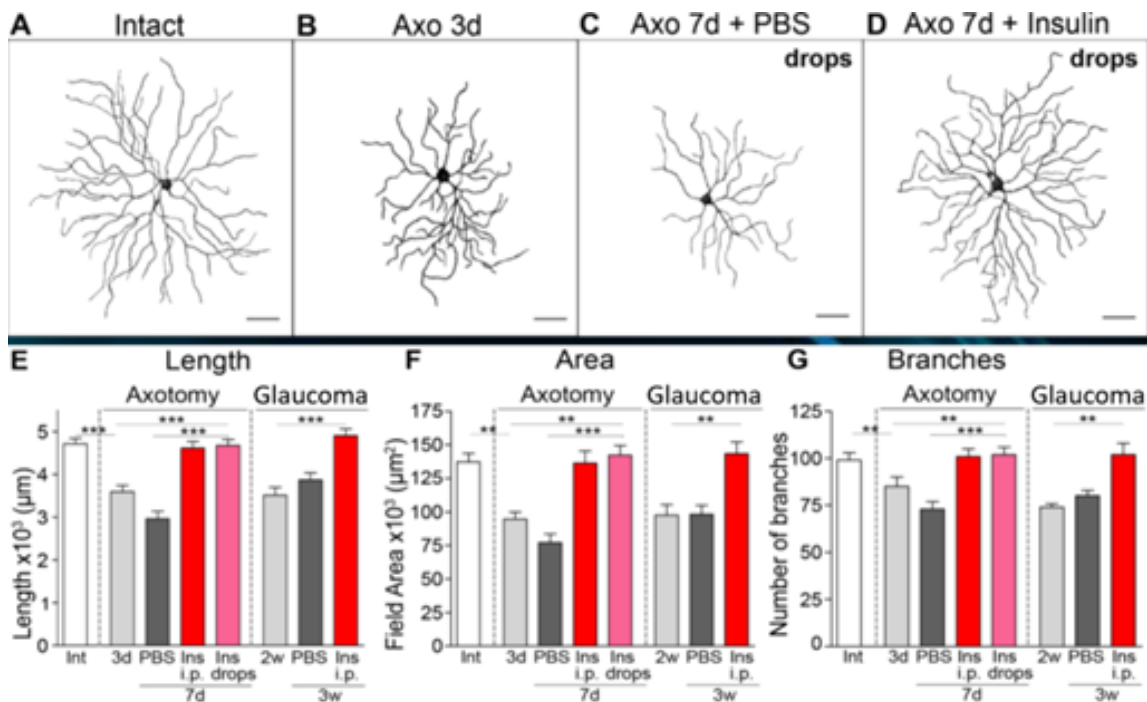 A Intact B Axo 3d C Axo 7d + PBS D Axo 7d + Insulin
drops drops
E Length F Area G Branches
Axotomy Glaucoma
*** ***
*** ***
Length x10³ (µm)
5
4
3
2
1
0
Int 3d PBS Ins i.p. Ins drops 2w PBS Ins i.p.
7d 3w
Axotomy Glaucoma
** **
** ***
Field Area x10³ (µm²)
175
150
125
100
75
50
25
0
Int 3d PBS Ins i.p. Ins drops 2w PBS Ins i.p.
7d 3w
Axotomy Glaucoma
** **
** ***
Number of branches
125
100
75
50
25
0
Int 3d PBS Ins i.p. Ins drops 2w PBS Ins i.p.
7d 3w